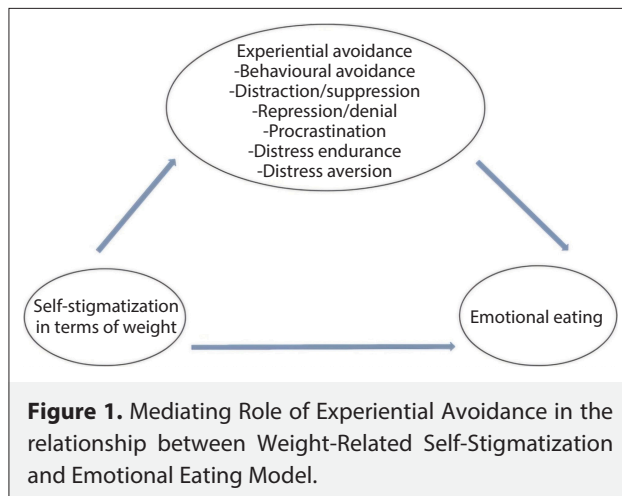 Experiential avoidance
-Behavioural avoidance
-Distraction/suppression
-Repression/denial
-Procrastination
-Distress endurance
-Distress aversion
Self-stigmatization
in terms of weight
Emotional eating
Figure 1. Mediating Role of Experiential Avoidance in the
relationship between Weight-Related Self-Stigmatization
and Emotional Eating Model.